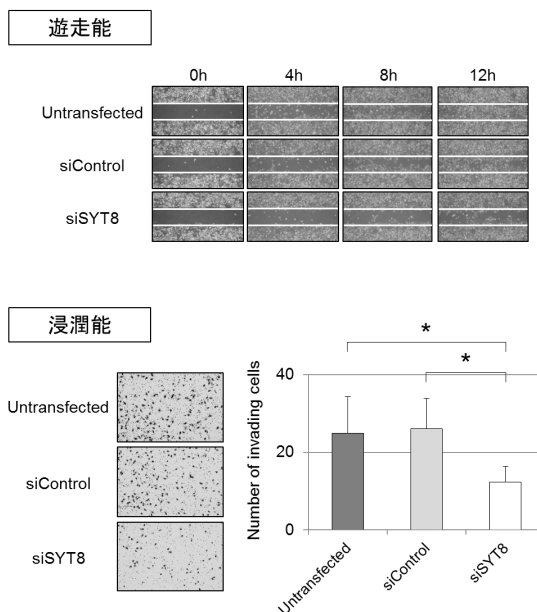 遊走能
0h 4h 8h 12h
Untransfected
siControl
siSYT8
浸潤能
Untransfected
siControl
siSYT8
*
*
Number of invading cells
40
20
0
Untransfected
siControl
siSYT8